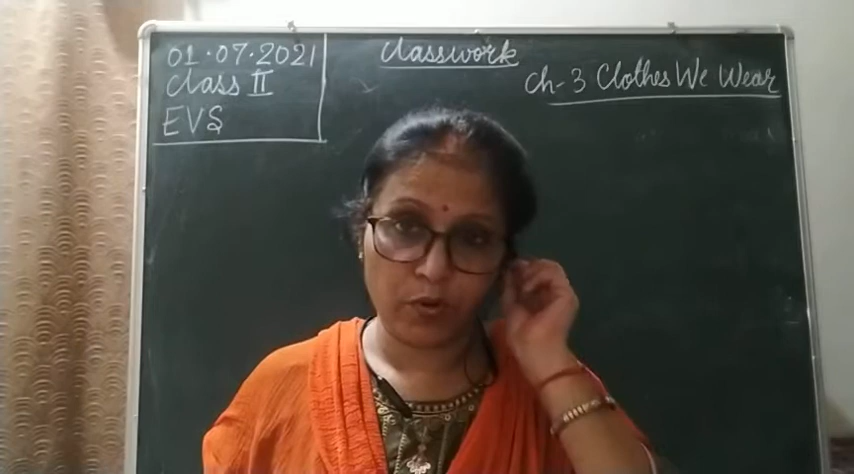 01.07.2021
Class II
EVS
Classwork
Ch-3 Clothes We Wear